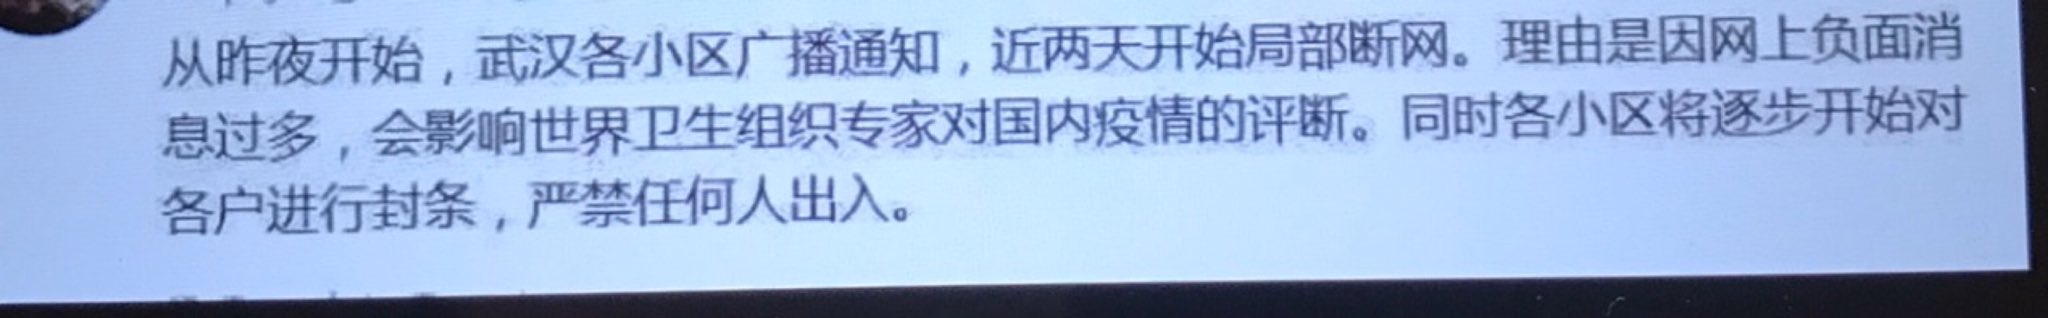 从昨夜开始，武汉各小区广播通知，近两天开始局部断网。理由是因网上负面消
息过多，会影响世界卫生组织专家对国内疫情的评断。同时各小区将逐步开始对
各户进行封条，严禁任何人出入。